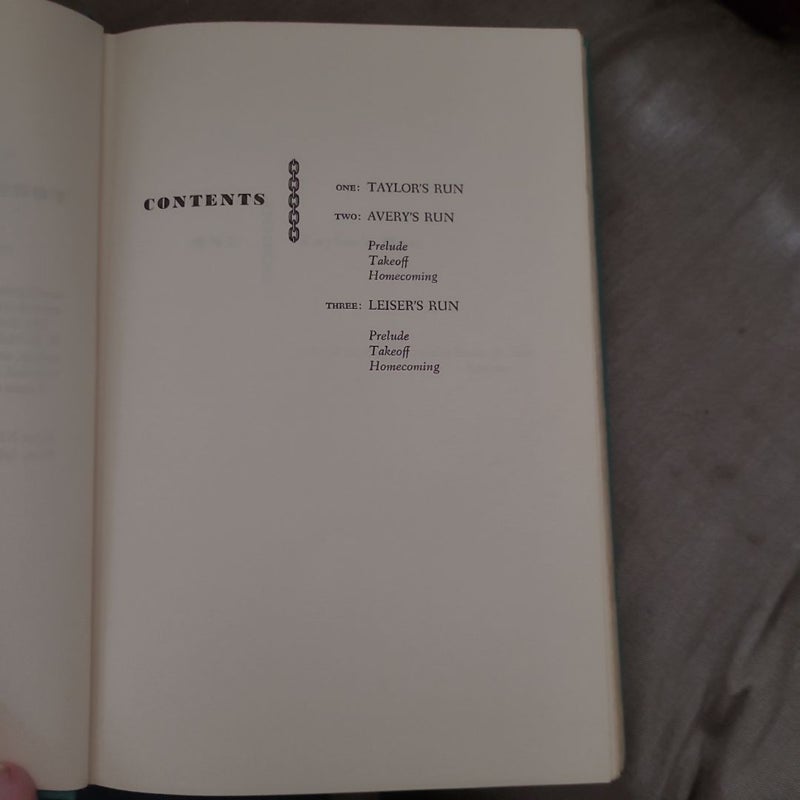 CONTENTS
ONE: TAYLOR'S RUN
TWO: AVERY'S RUN
Prelude
Takeoff
Homecoming
THREE: LEISER'S RUN
Prelude
Takeoff
Homecoming